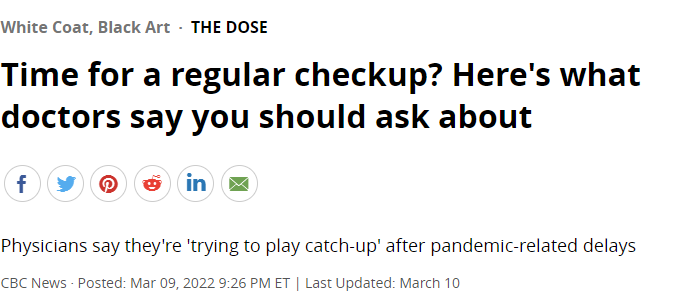 White Coat, Black Art · THE DOSE
Time for a regular checkup? Here's what
doctors say you should ask about
f in
Physicians say they're 'trying to play catch-up' after pandemic-related delays
CBC News · Posted: Mar 09, 2022 9:26 PM ET | Last Updated: March 10